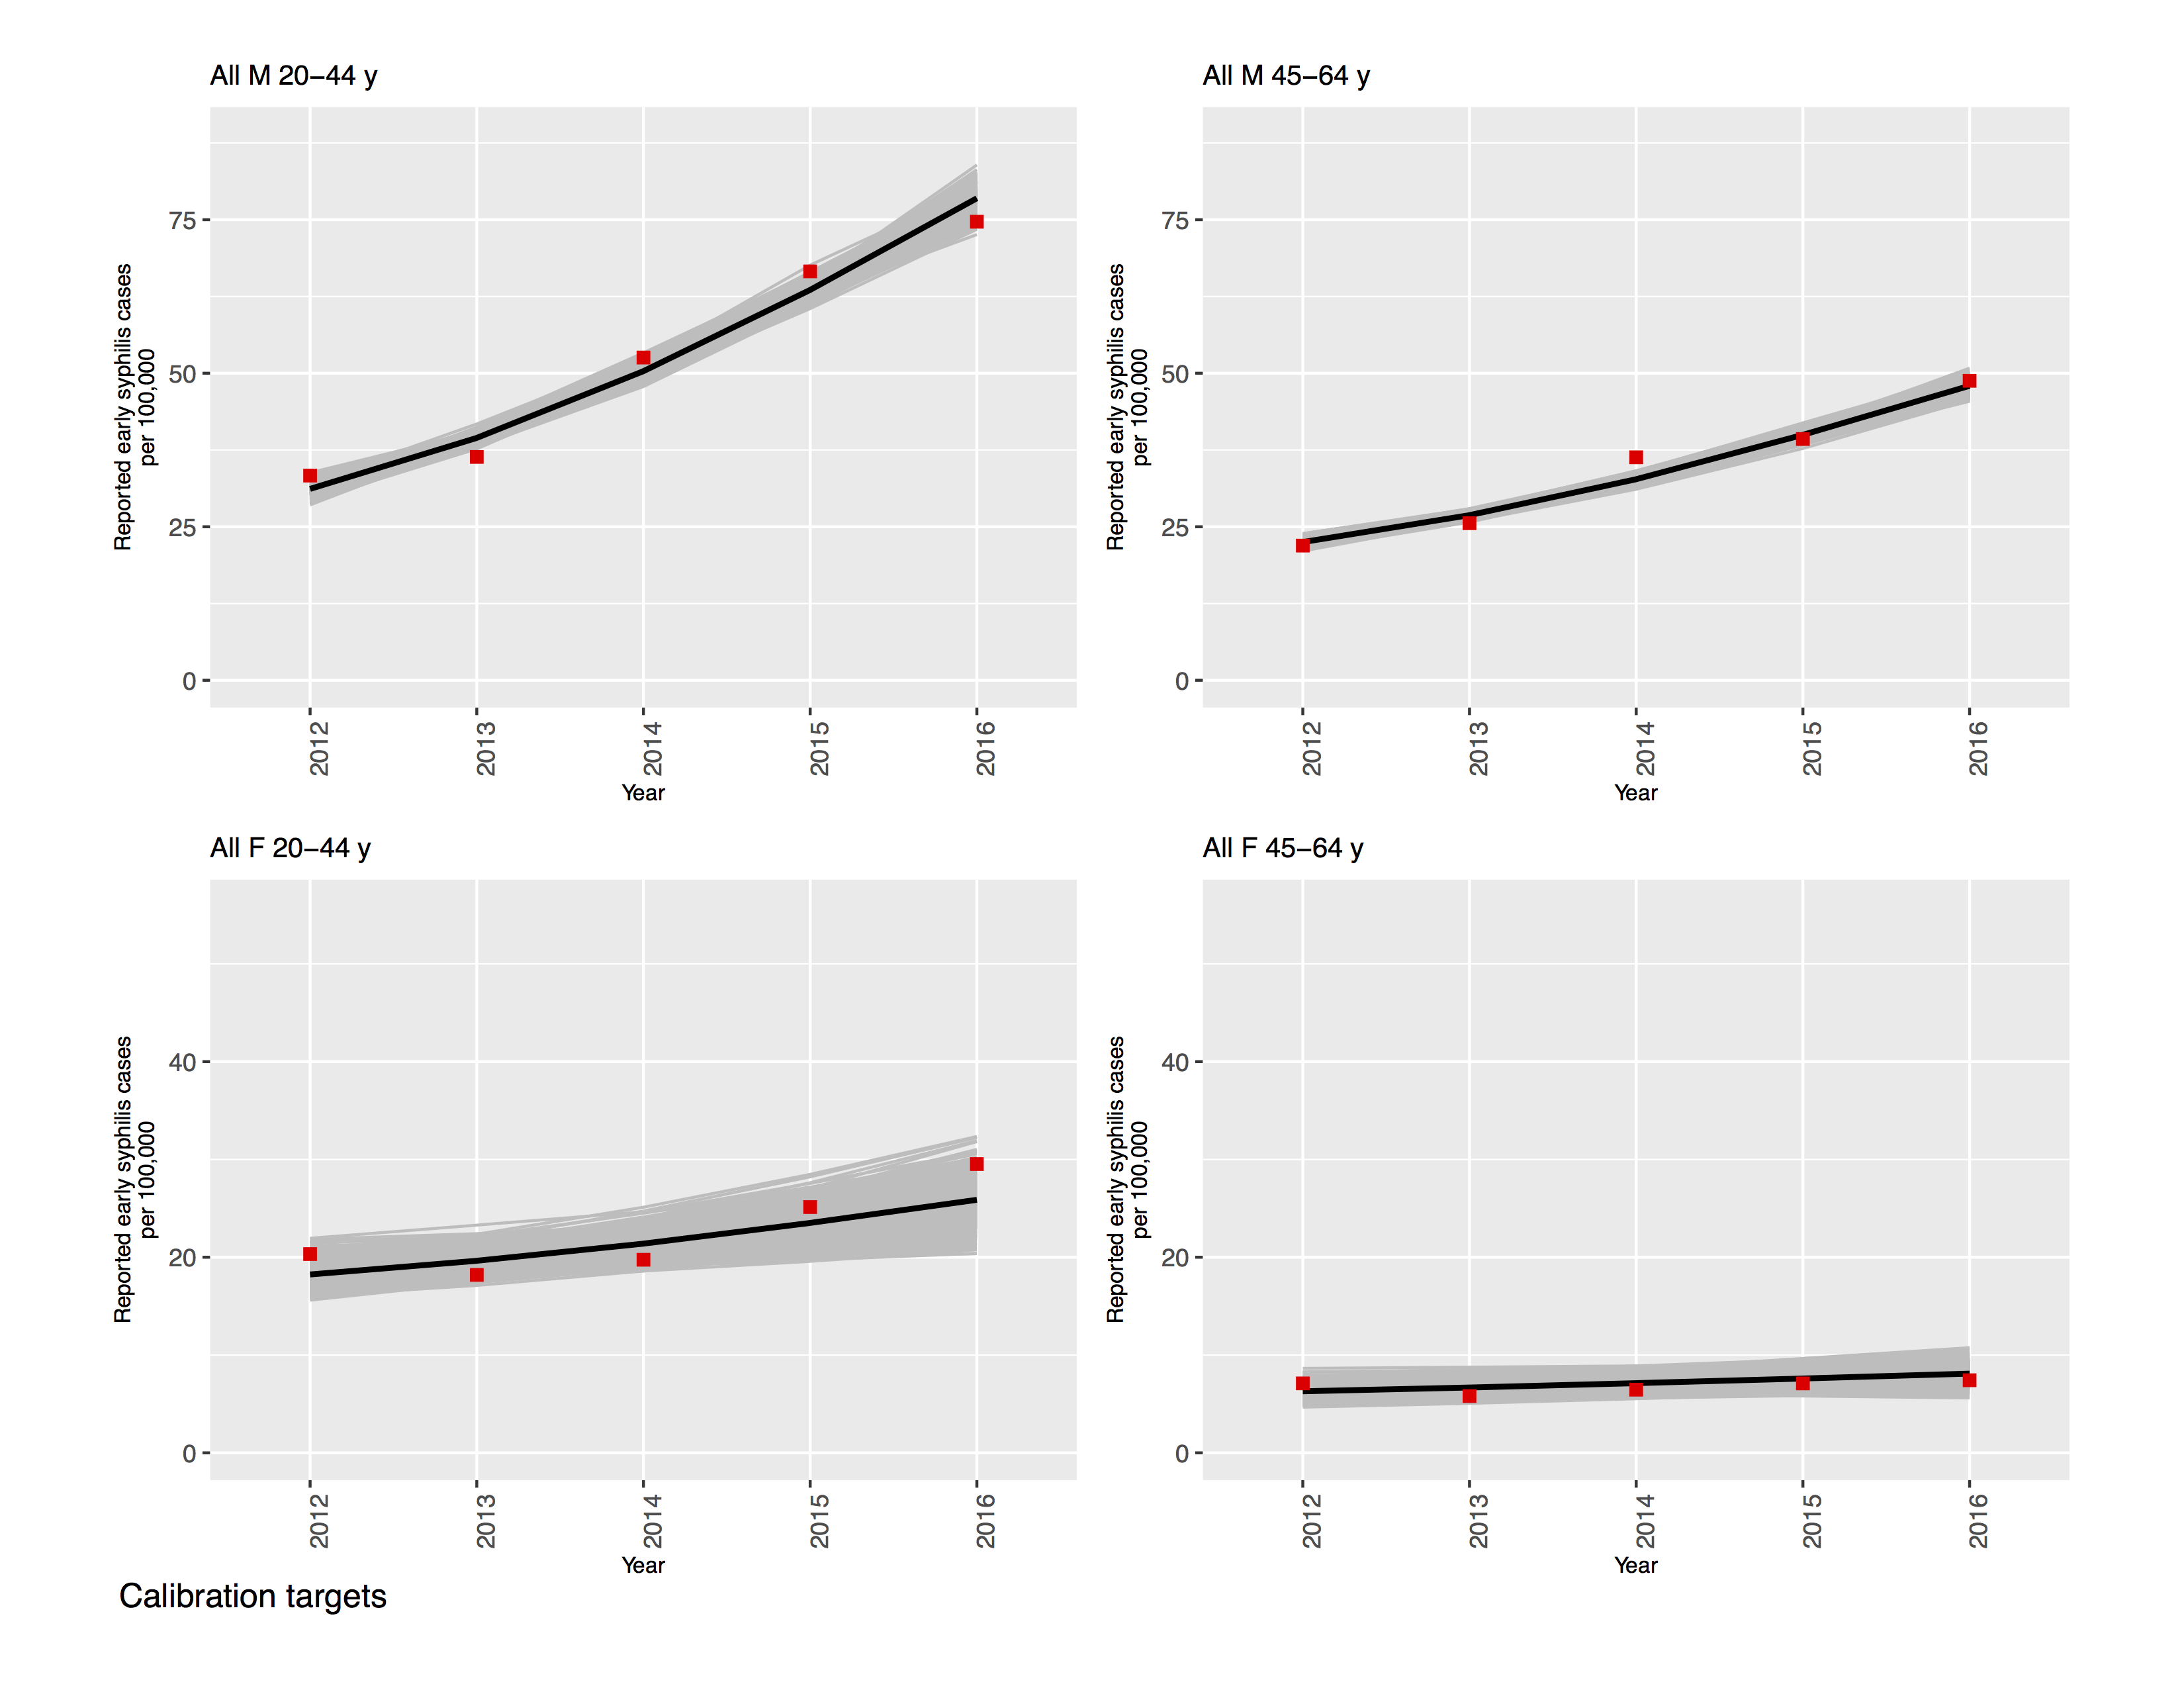 All M 20–44 y
Reported early syphilis cases
per 100,000
75
50
25
0
2012
2013
2014
2015
2016
Year
All M 45–64 y
Reported early syphilis cases
per 100,000
75
50
25
0
2012
2013
2014
2015
2016
Year
All F 20–44 y
Reported early syphilis cases
per 100,000
40
20
0
2012
2013
2014
2015
2016
Year
All F 45–64 y
Reported early syphilis cases
per 100,000
40
20
0
2012
2013
2014
2015
2016
Year
Calibration targets